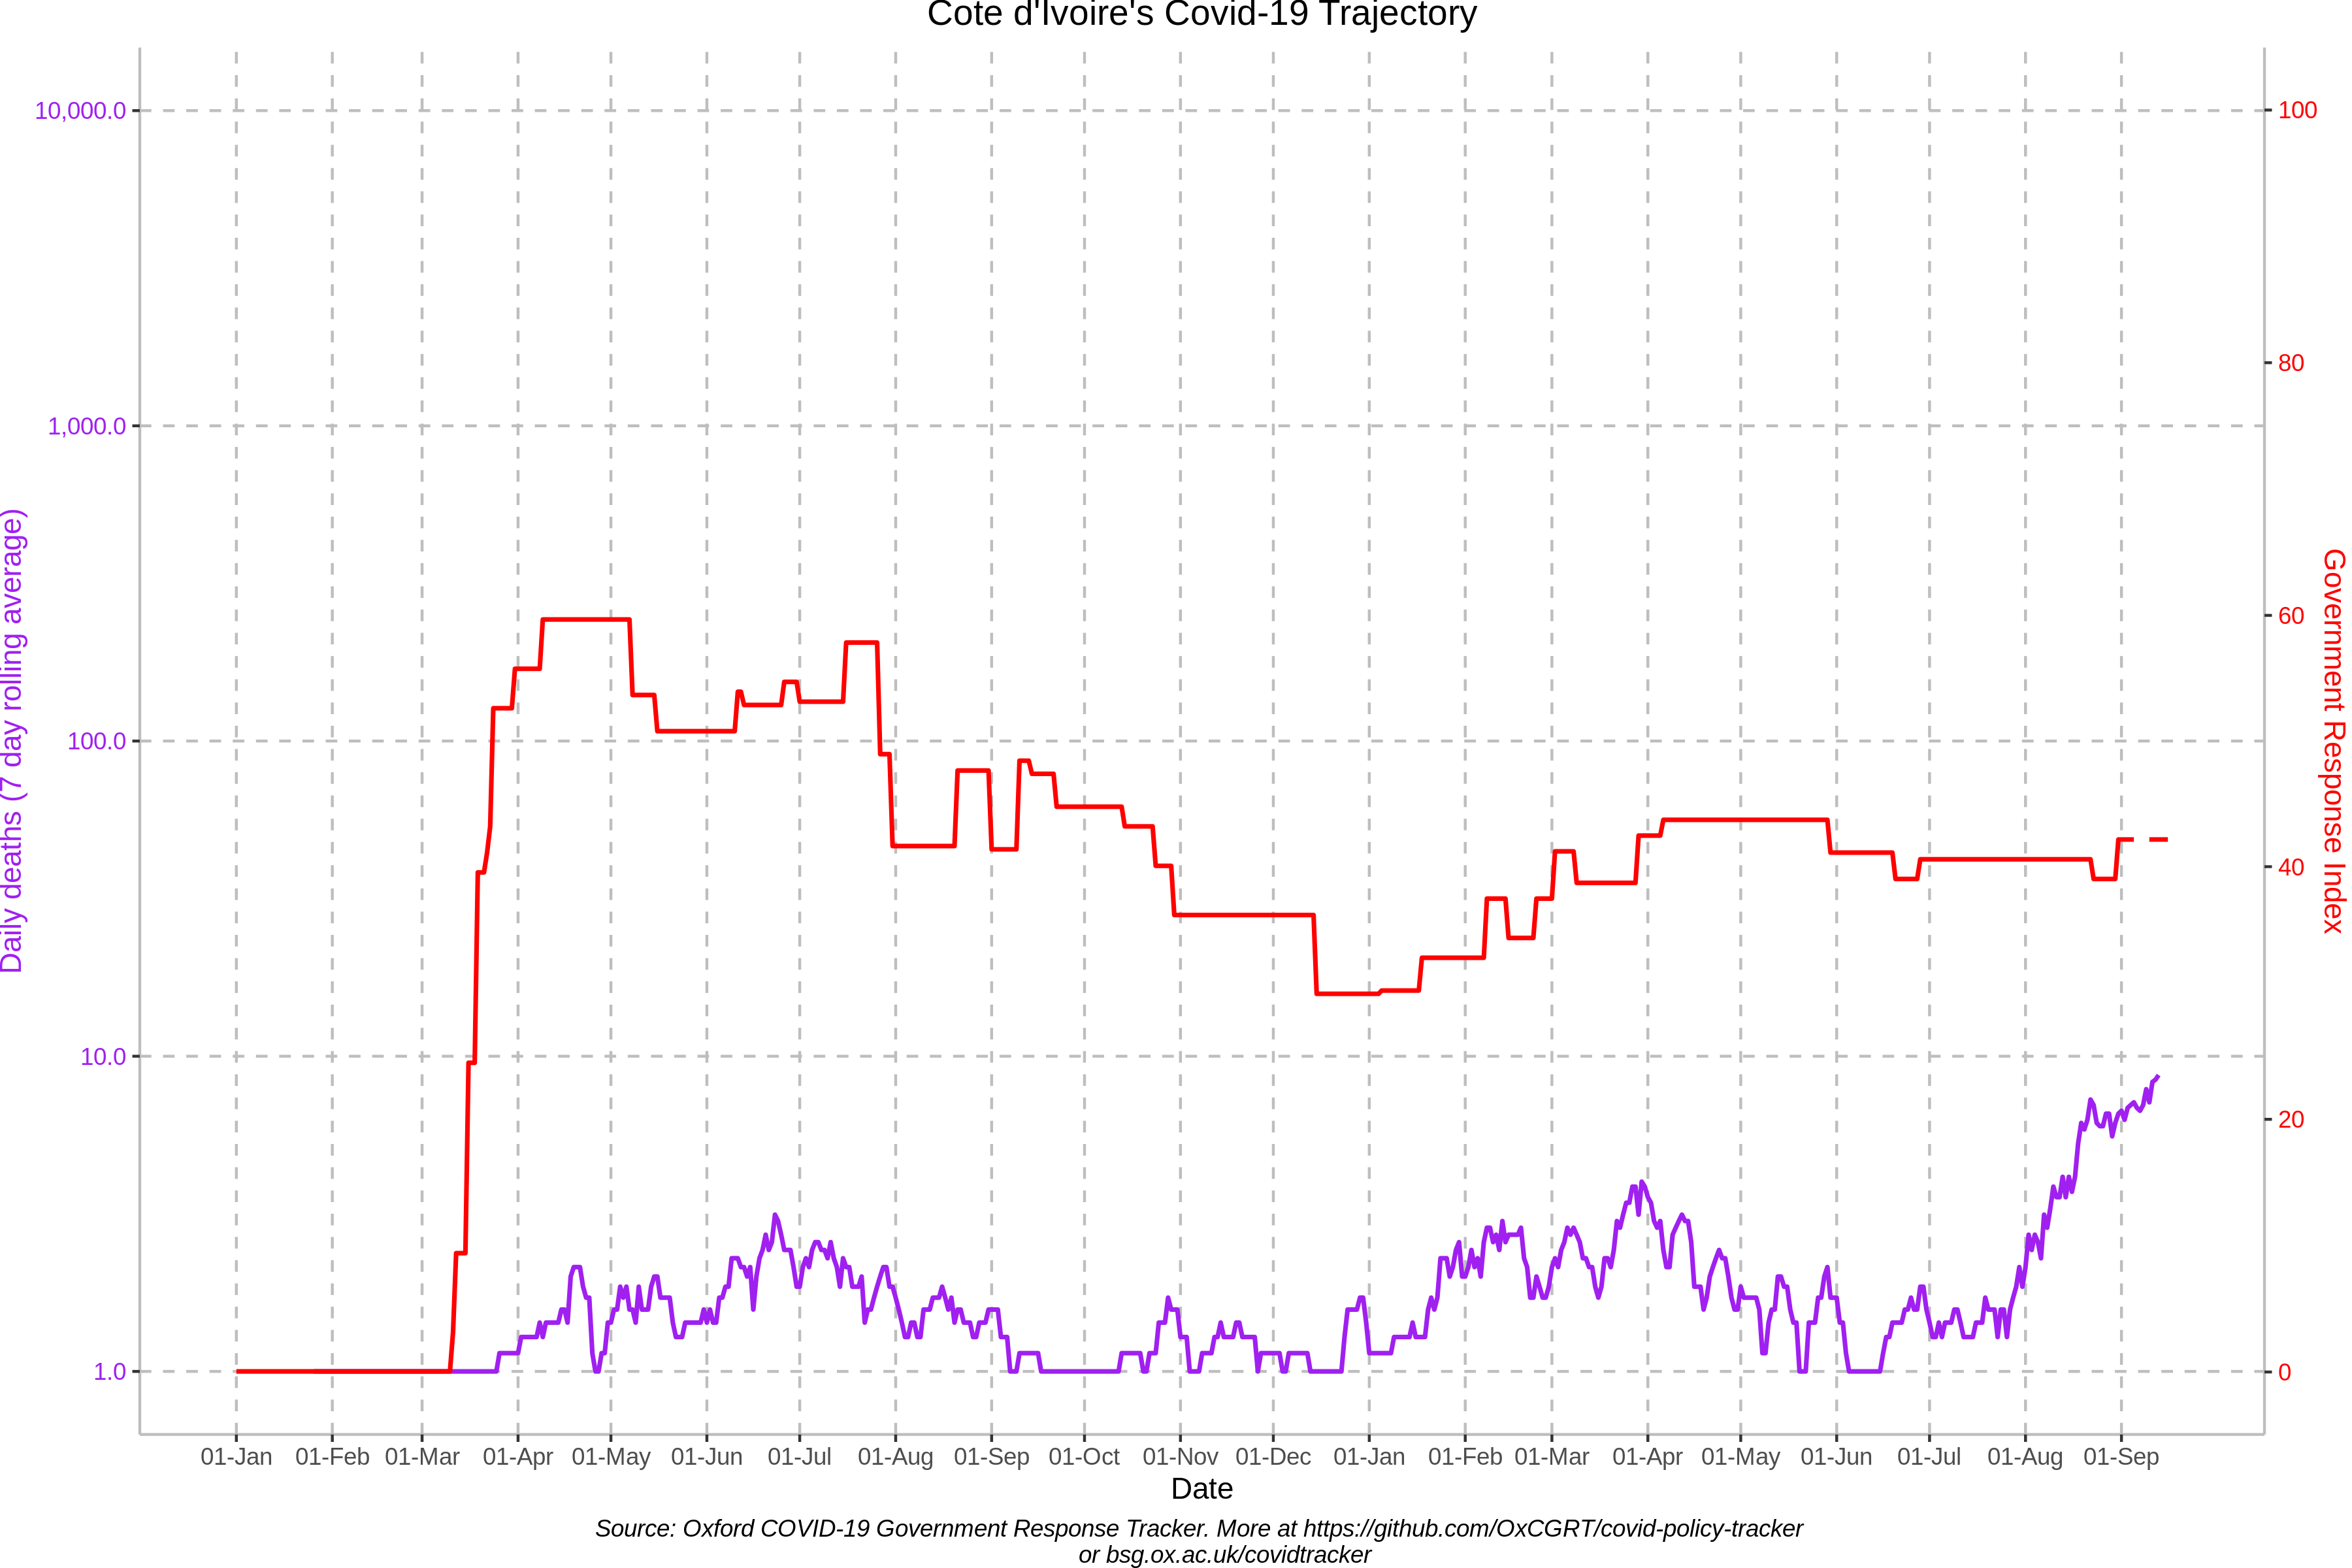 Cote d'Ivoire's Covid-19 Trajectory
10,000.0
1,000.0
100.0
10.0
1.0
Daily deaths (7 day rolling average)
100
80
60
40
20
0
Government Response Index
01-Jan 01-Feb 01-Mar 01-Apr 01-May 01-Jun 01-Jul 01-Aug 01-Sep 01-Oct 01-Nov 01-Dec 01-Jan 01-Feb 01-Mar 01-Apr 01-May 01-Jun 01-Jul 01-Aug 01-Sep
Date
Source: Oxford COVID-19 Government Response Tracker. More at https://github.com/OxCGRT/covid-policy-tracker
or bsg.ox.ac.uk/covidtracker